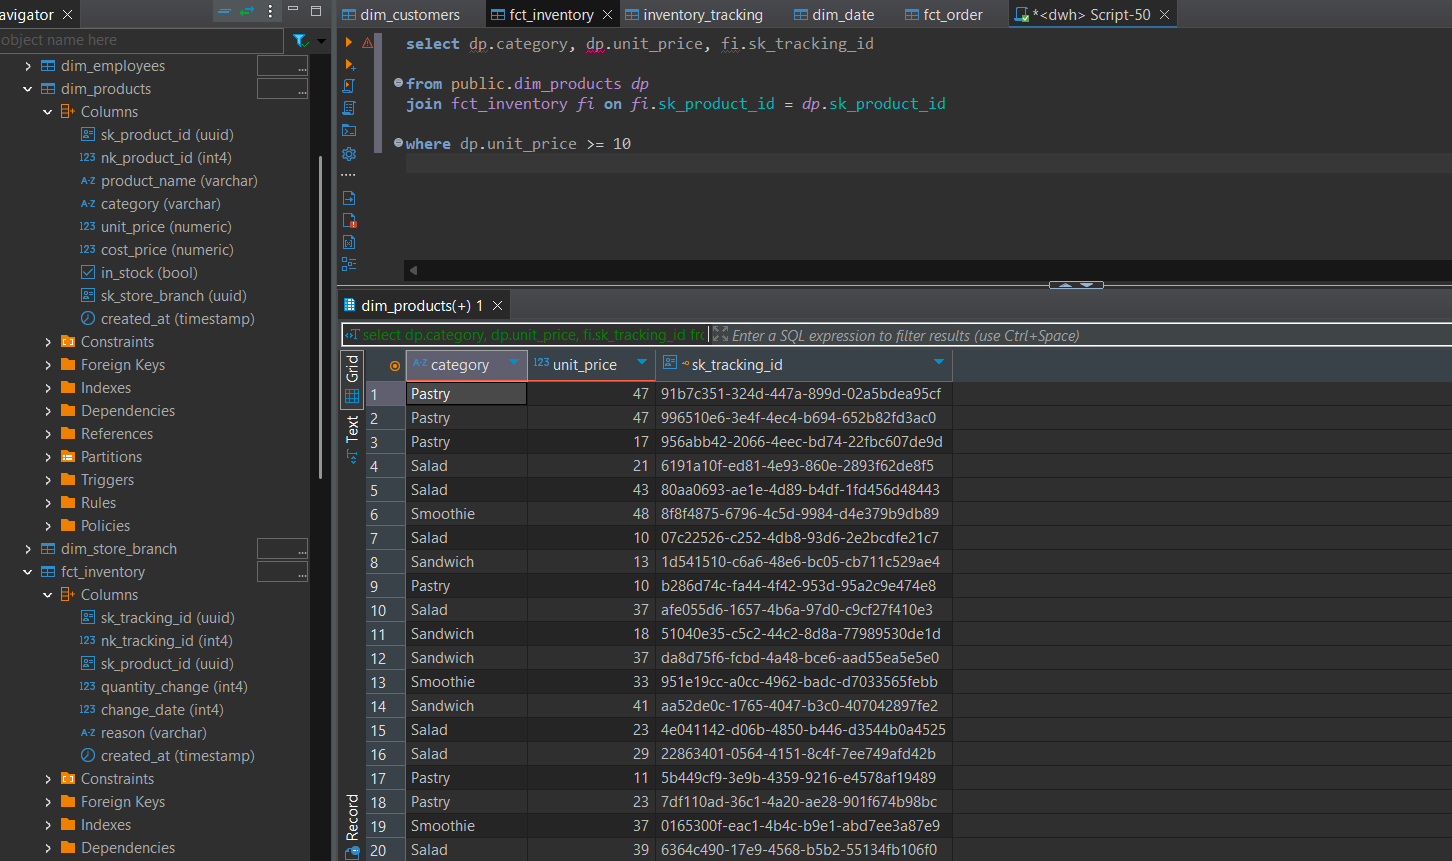 avigator
dim_customers
fct_inventory
inventory_tracking
dim_date
fct_order
*<dwh> Script-50
object name here
dim_employees
...
dim_products
...
Columns
sk_product_id (uuid)
123 nk_product_id (int4)
A-Z product_name (varchar)
A-Z category (varchar)
123 unit_price (numeric)
123 cost_price (numeric)
in_stock (bool)
sk_store_branch (uuid)
created_at (timestamp)
Constraints
Foreign Keys
Indexes
Dependencies
References
Partitions
Triggers
Rules
Policies
dim_store_branch
...
fct_inventory
...
Columns
sk_tracking_id (uuid)
123 nk_tracking_id (int4)
sk_product_id (uuid)
123 quantity_change (int4)
123 change_date (int4)
A-Z reason (varchar)
created_at (timestamp)
Constraints
Foreign Keys
Indexes
Dependencies
select dp.category, dp.unit_price, fi.sk_tracking_id
from public.dim_products dp
join fct_inventory fi on fi.sk_product_id = dp.sk_product_id
where dp.unit_price >= 10
dim_products(+) 1
select dp.category, dp.unit_price, fi.sk_tracking_id fr
Enter a SQL expression to filter results (use Ctrl+Space)
Grid
Text
Record
A-Z category 123 unit_price sk_tracking_id
1 Pastry 47 91b7c351-324d-447a-899d-02a5bdea95cf
2 Pastry 47 996510e6-3e4f-4ec4-b694-652b82fd3ac0
3 Pastry 17 956abb42-2066-4eec-bd74-22fbc607de9d
4 Salad 21 6191a10f-ed81-4e93-860e-2893f62de8f5
5 Salad 43 80aa0693-ae1e-4d89-b4df-1fd456d48443
6 Smoothie 48 8f8f4875-6796-4c5d-9984-d4e379b9db89
7 Salad 10 07c22526-c252-4db8-93d6-2e2bcdfe21c7
8 Sandwich 13 1d541510-c6a6-48e6-bc05-cb711c529ae4
9 Pastry 10 b286d74c-fa44-4f42-953d-95a2c9e474e8
10 Salad 37 afe055d6-1657-4b6a-97d0-c9cf27f410e3
11 Sandwich 18 51040e35-c5c2-44c2-8d8a-77989530de1d
12 Sandwich 37 da8d75f6-fcbd-4a48-bce6-aad55ea5e5e0
13 Smoothie 33 951e19cc-a0cc-4962-badc-d7033565febb
14 Sandwich 41 aa52de0c-1765-4047-b3c0-407042897fe2
15 Salad 23 4e041142-d06b-4850-b446-d3544b0a4525
16 Salad 29 22863401-0564-4151-8c4f-7ee749afd42b
17 Pastry 11 5b449cf9-3e9b-4359-9216-e4578af19489
18 Pastry 23 7df110ad-36c1-4a20-ae28-901f674b98bc
19 Smoothie 37 0165300f-eac1-4b4c-b9e1-abd7ee3a87e9
20 Salad 39 6364c490-17e9-4568-b5b2-55134fb106f0